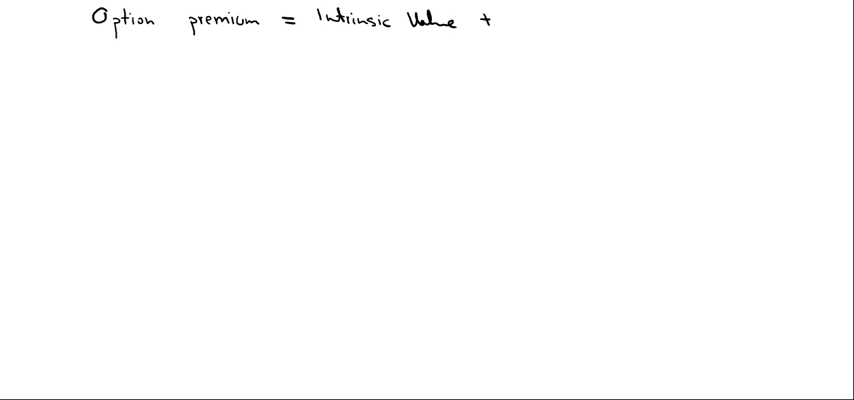 Option premium = Intrinsic Value +